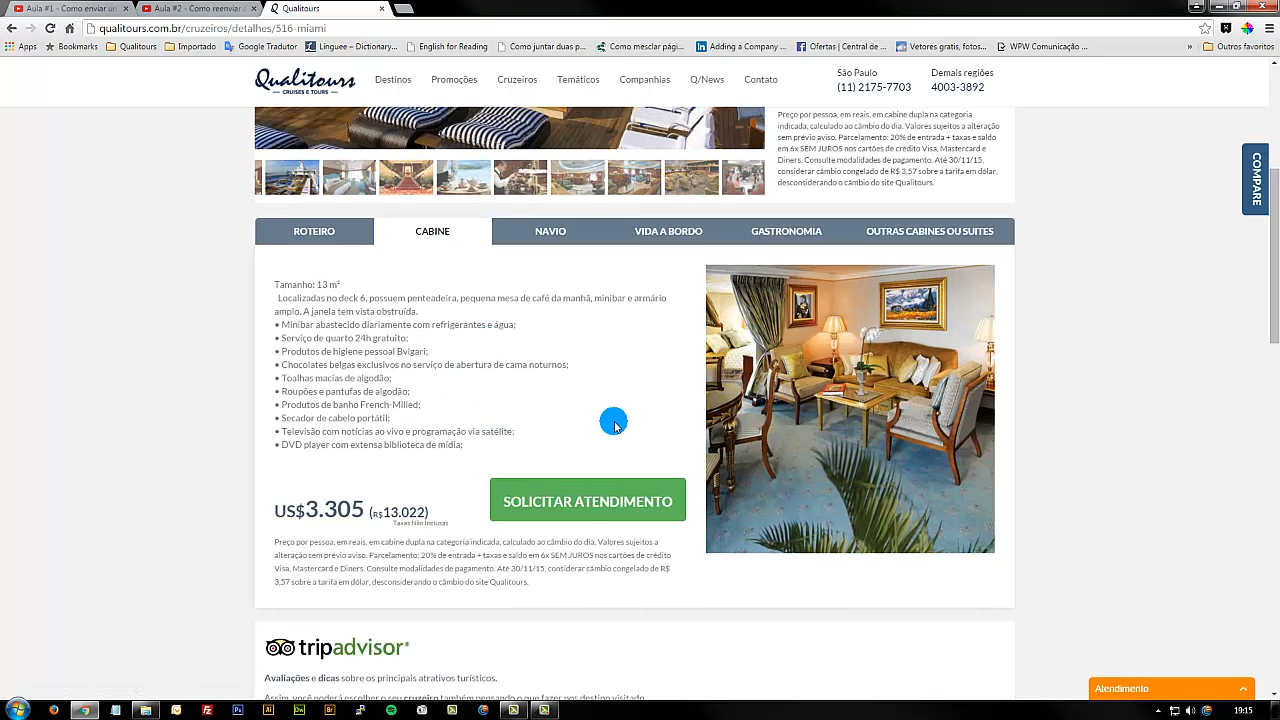 Aula #1 - Como enviar un
Aula #2 - Como reenviar a
Qualitours
qualitours.com.br/cruzeiros/detalhes/516-miami
Apps
Bookmarks
Qualitours
Importado
Google Tradutor
Linguee – Dictionary...
English for Reading
Como juntar duas p...
Como mesclar pági...
Adding a Company ...
Ofertas | Central de ...
Vetores gratis, fotos...
WPW Comunicação ...
»
Outros favoritos
Qualitours
CRUISES E TOURS
Destinos
Promoções
Cruzeiros
Temáticos
Companhias
Q/News
Contato
São Paulo
(11) 2175-7703
Demais regiões
4003-3892
Preço por pessoa, em reais, em cabine dupla na categoria
indicada, calculado ao câmbio do dia. Valores sujeitos a alteração
sem prévio aviso. Parcelamento: 20% de entrada + taxas e saldo
em 6x SEM JUROS nos cartões de crédito Visa, Mastercard e
Diners. Consulte modalidades de pagamento. Até 30/11/15,
considerar câmbio congelado de R$ 3,57 sobre a tarifa em dólar,
desconsiderando o câmbio do site Qualitours.
COMPARE
ROTEIRO
CABINE
NAVIO
VIDA A BORDO
GASTRONOMIA
OUTRAS CABINES OU SUITES
Tamanho: 13 m²
Localizadas no deck 6, possuem penteadeira, pequena mesa de café da manhã, minibar e armário
amplo. A janela tem vista obstruída.
• Minibar abastecido diariamente com refrigerantes e água;
• Serviço de quarto 24h gratuito;
• Produtos de higiene pessoal Bvlgari;
• Chocolates belgas exclusivos no serviço de abertura de cama noturnos;
• Toalhas macias de algodão;
• Roupões e pantufas de algodão;
• Produtos de banho French-Milled;
• Secador de cabelo portátil;
• Televisão com notícias ao vivo e programação via satélite;
• DVD player com extensa biblioteca de mídia;
US$3.305 (R$13.022)
Taxas Não Inclusas
SOLICITAR ATENDIMENTO
Preço por pessoa, em reais, em cabine dupla na categoria indicada, calculado ao câmbio do dia. Valores sujeitos a
alteração sem prévio aviso. Parcelamento: 20% de entrada + taxas e saldo em 6x SEM JUROS nos cartões de crédito
Visa, Mastercard e Diners. Consulte modalidades de pagamento. Até 30/11/15, considerar câmbio congelado de R$
3,57 sobre a tarifa em dólar, desconsiderando o câmbio do site Qualitours.
tripadvisor®
Avaliações e dicas sobre os principais atrativos turísticos.
Assim, você poderá escolher o seu cruzeiro também pensando o que fazer nos destino visitado.
Atendimento
19:15